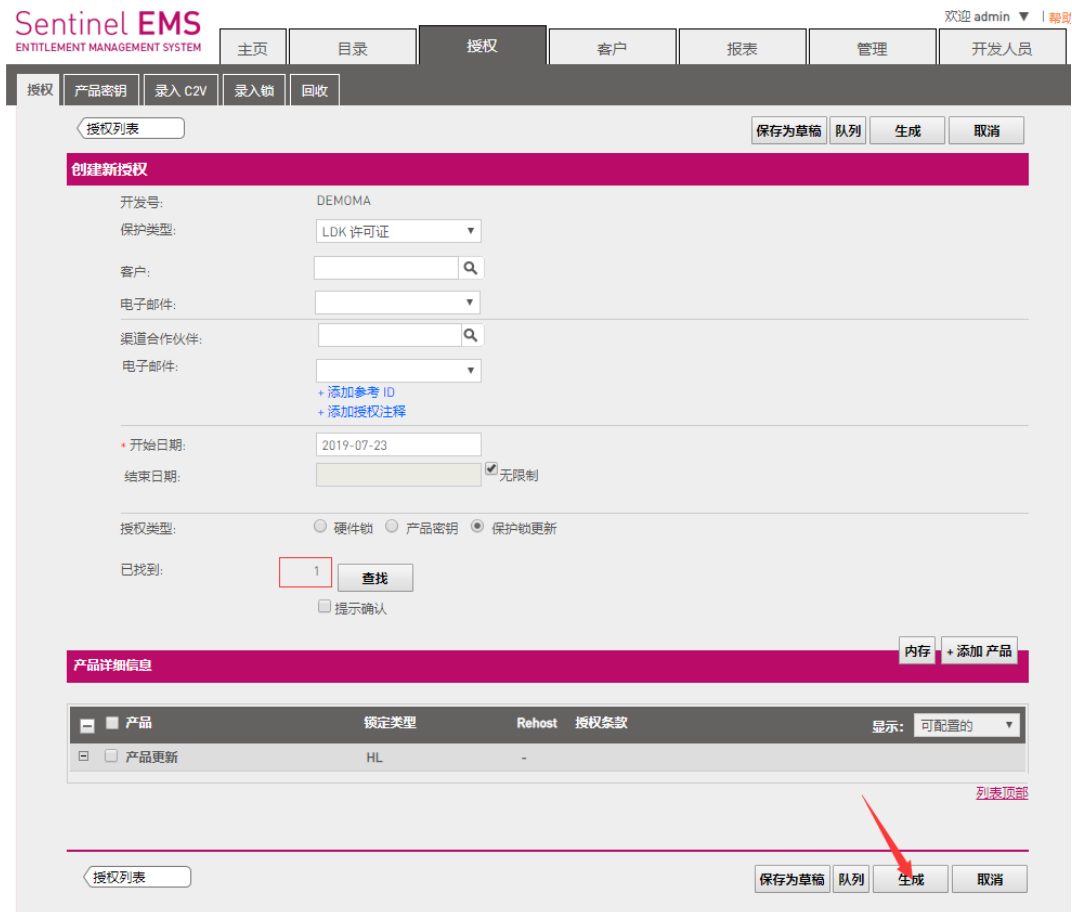 Sentinel EMS
ENTITLEMENT MANAGEMENT SYSTEM
欢迎 admin ▼ | 帮助
主页 目录 授权 客户 报表 管理 开发人员
授权 产品密钥 录入 C2V 录入锁 回收
授权列表 保存为草稿 队列 生成 取消
创建新授权
开发号: DEMOMA
保护类型: LDK 许可证
客户:
电子邮件:
渠道合作伙伴:
电子邮件:
+ 添加参考 ID
+ 添加授权注释
* 开始日期: 2019-07-23
结束日期: 无限制
授权类型: 硬件锁 产品密钥 保护锁更新
已找到: 1 查找
提示确认
产品详细信息 内存 + 添加 产品
产品 锁定类型 Rehost 授权条款 显示: 可配置的
产品更新 HL -
列表顶部
授权列表 保存为草稿 队列 生成 取消